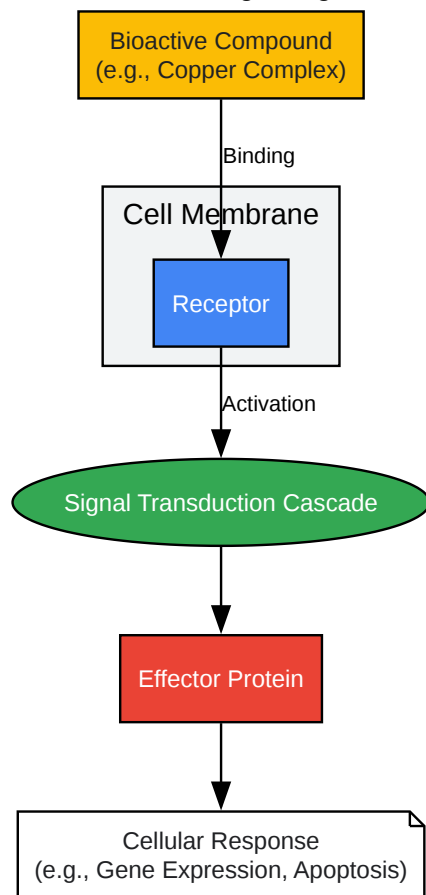 Bioactive Compound
(e.g., Copper Complex)
Binding
Cell Membrane
Receptor
Activation
Signal Transduction Cascade
Effector Protein
Cellular Response
(e.g., Gene Expression, Apoptosis)